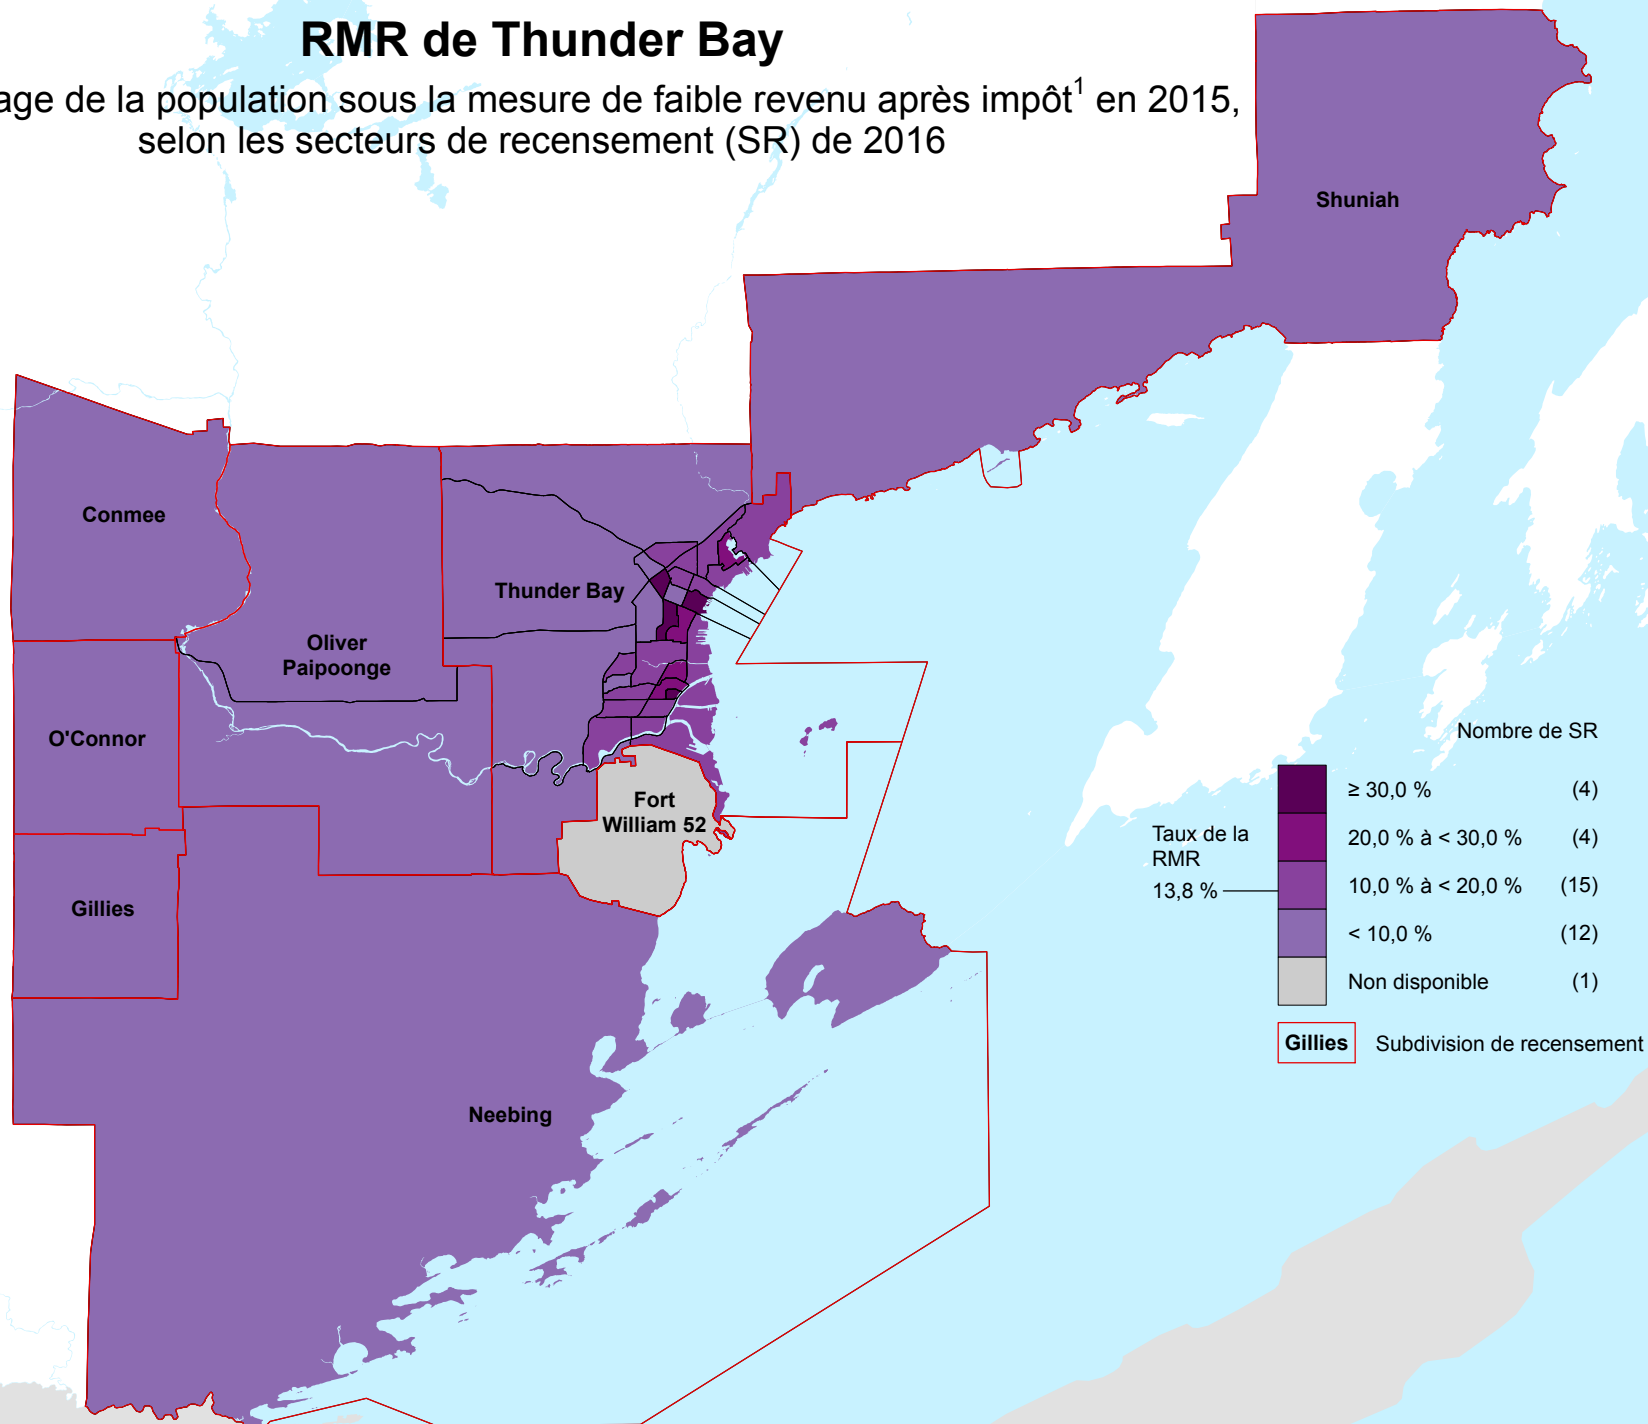 RMR de Thunder Bay
de la population sous la mesure de faible revenu après impôt¹ en 2015,
selon les secteurs de recensement (SR) de 2016
Shuniah
Conmee
Thunder Bay
Oliver
Paipoonge
O'Connor
Fort
William 52
Gillies
Neebing
Nombre de SR
≥ 30,0 % (4)
20,0 % à < 30,0 % (4)
10,0 % à < 20,0 % (15)
< 10,0 % (12)
Non disponible (1)
Taux de la
RMR
13,8 %
Gillies Subdivision de recensement